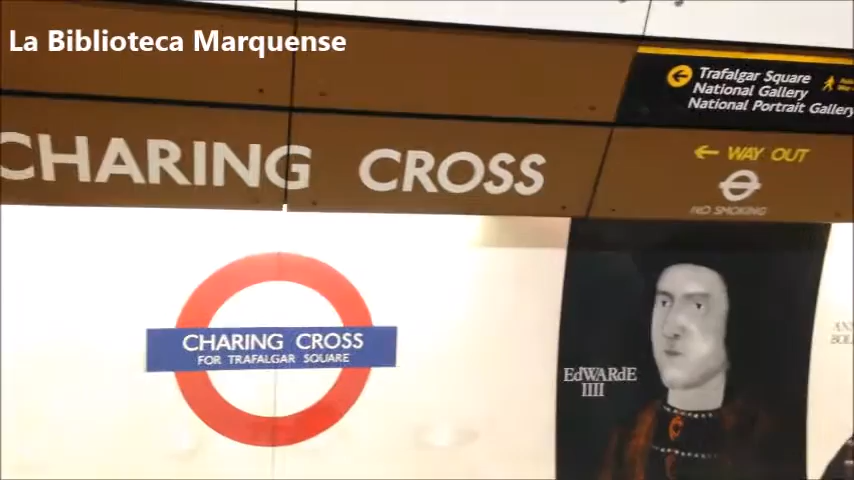 La Biblioteca Marquense
Trafalgar Square
National Gallery
National Portrait Gallery
CHARING CROSS
WAY OUT
NO SMOKING
CHARING CROSS
FOR TRAFALGAR SQUARE
EdWARdE
IIII